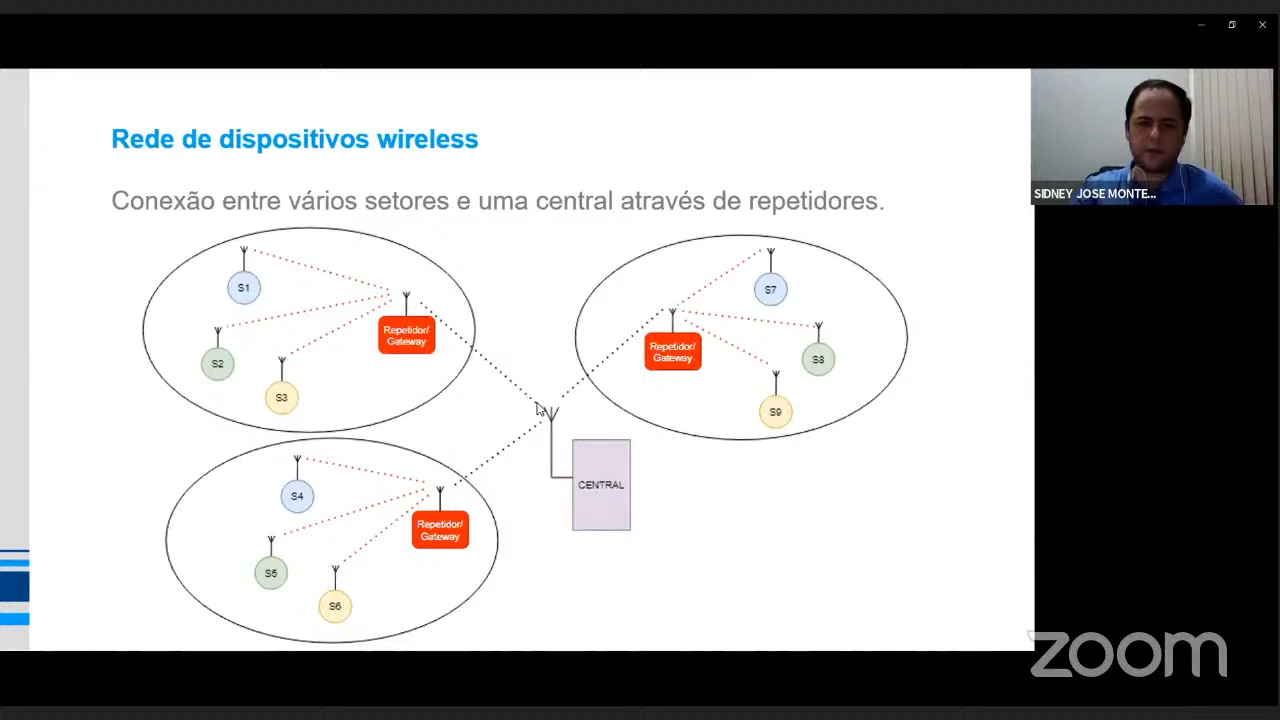 Rede de dispositivos wireless
Conexão entre vários setores e uma central através de repetidores.
SIDNEY JOSE MONTE...
S1
Repetidor/
Gateway
S2
S3
S7
Repetidor/
Gateway
S8
S9
CENTRAL
S4
Repetidor/
Gateway
S5
S6
zoom